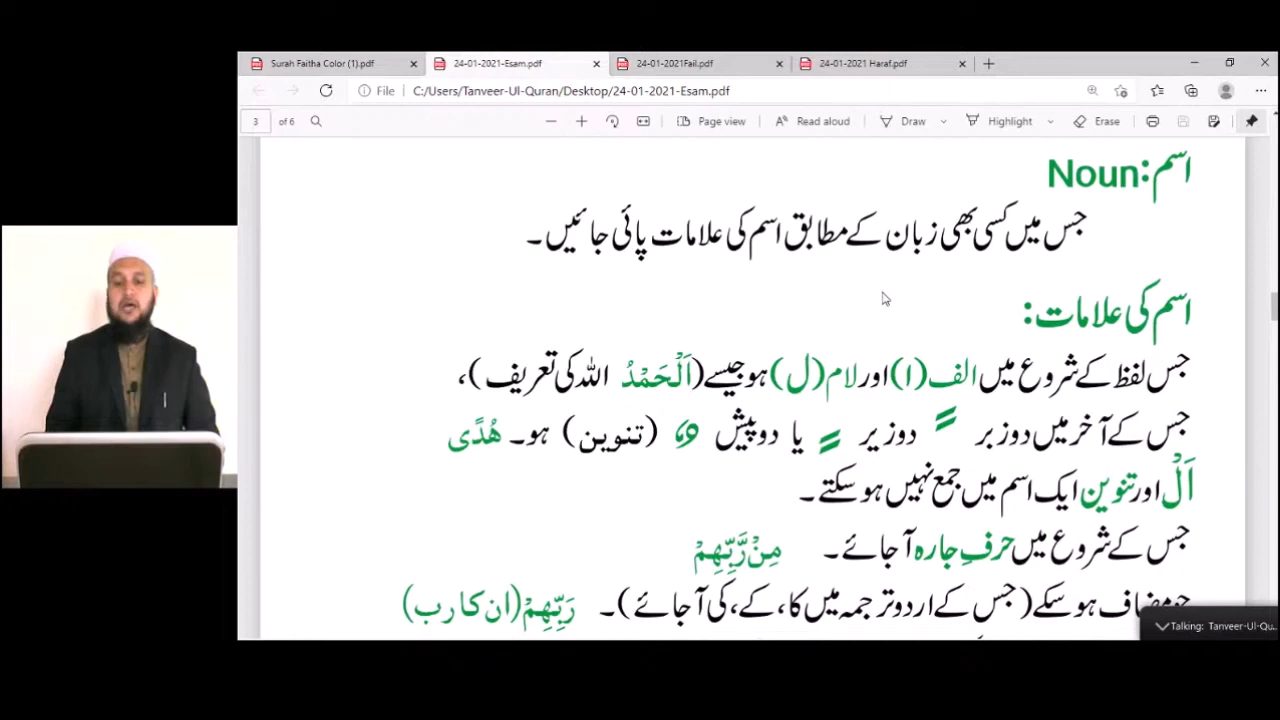 Surah Faitha Color (1).pdf
24-01-2021-Esam.pdf
24-01-2021Fail.pdf
24-01-2021 Haraf.pdf
File
C:/Users/Tanveer-Ul-Quran/Desktop/24-01-2021-Esam.pdf
3 of 6
Page view
Read aloud
Draw
Highlight
Erase
اسم: Noun
جس میں کسی بھی زبان کے مطابق اسم کی علامات پائی جائیں۔
اسم کی علامات:
جس لفظ کے شروع میں الف (ا) اور لام (ل) ہو جیسے (اَلْحَمْدُ اللہ کی تعریف)،
جس کے آخر میں دو زبر ً دو زیر ٍ یا دو پیش ٌ (تنوین) ہو۔ هُدًى
اَلْ اور تنوین ایک اسم میں جمع نہیں ہو سکتے۔
جس کے شروع میں حرفِ جارہ آ جائے۔ مِنْ رَّبِّهِمْ
جو مضاف ہو سکے (جس کے اردو ترجمہ میں کا، کے، کی آ جائے)۔ رَبِّهِمْ (ان کا رب)
Talking: Tanveer-Ul-Qu...